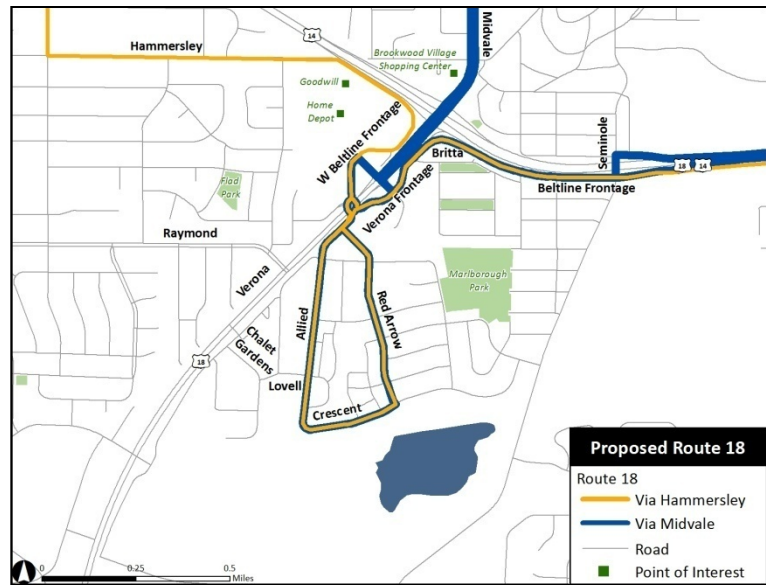 Hammersley
14
Midvale
Brookwood Village
Shopping Center
Goodwill
Home
Depot
W Beltline Frontage
Britta
Seminole
18 14
Beltline Frontage
Flad
Park
Verona Frontage
Raymond
Verona
Marlborough
Park
Allied
Red Arrow
Chalet
Gardens
18
Lovell
Crescent
Proposed Route 18
Route 18
Via Hammersley
Via Midvale
Road
Point of Interest
0 0.25 0.5
Miles